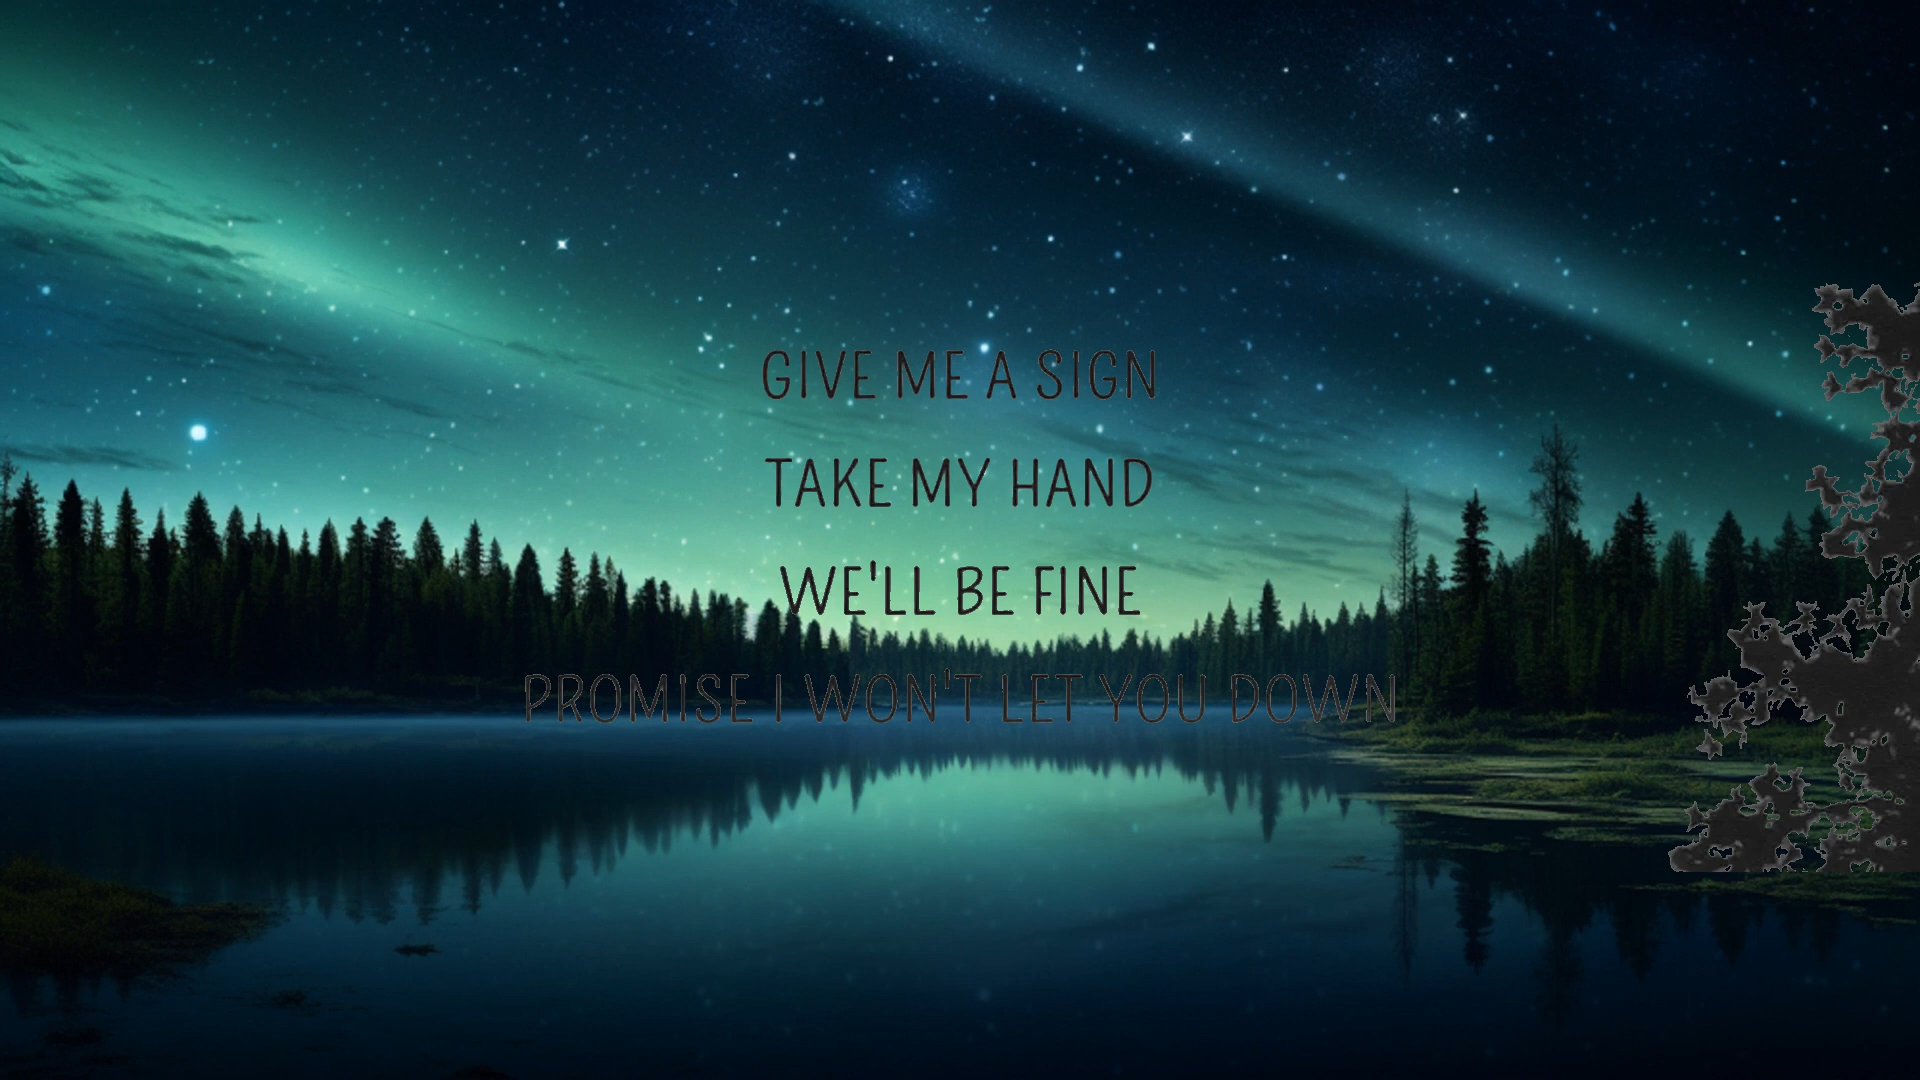 GIVE ME A SIGN
TAKE MY HAND
WE'LL BE FINE
PROMISE I WON'T LET YOU DOWN